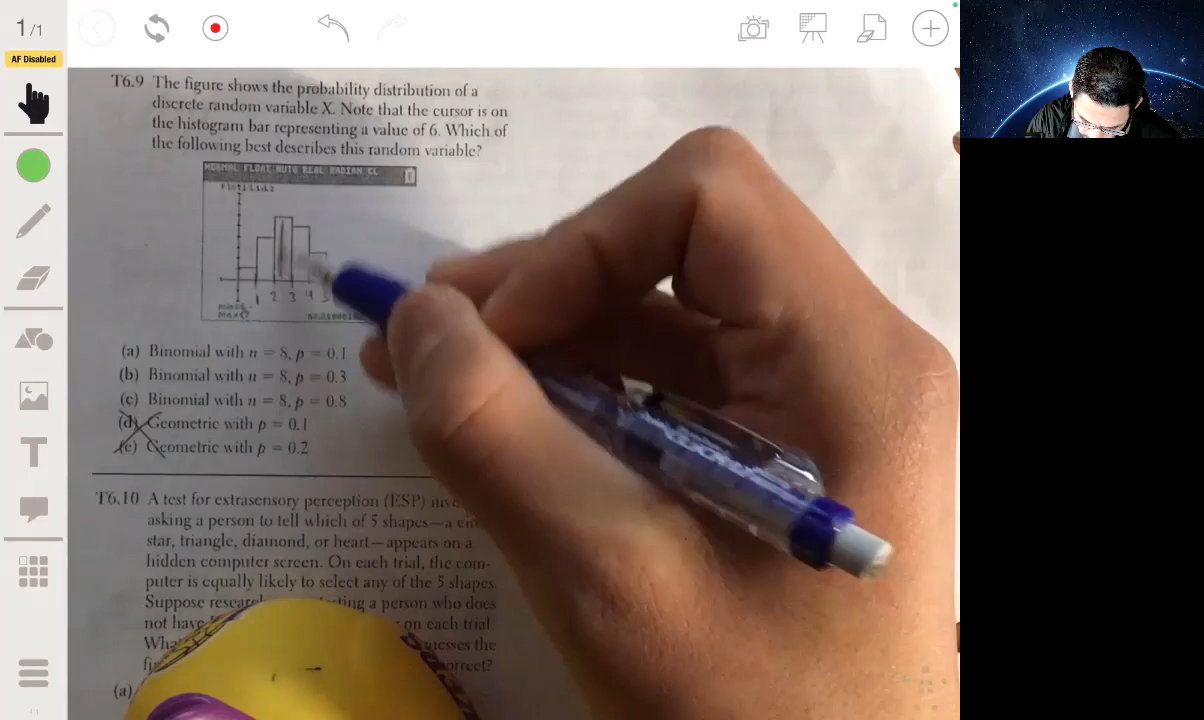 1/1
AF Disabled
T6.9 The figure shows the probability distribution of a
discrete random variable X. Note that the cursor is on
the histogram bar representing a value of 6. Which of
the following best describes this random variable?
NORMAL FLOAT AUTO REAL RADIAN CL
1 2 3 4
(a) Binomial with n = 8, p = 0.1
(b) Binomial with n = 8, p = 0.3
(c) Binomial with n = 8, p = 0.8
(d) Geometric with p = 0.1
(e) Geometric with p = 0.2
T6.10 A test for extrasensory perception (ESP)
asking a person to tell which of 5 shapes—a
star, triangle, diamond, or heart—appears on a
hidden computer screen. On each trial, the com-
puter is equally likely to select any of the 5 shapes.
Suppose a person who does
not have on each trial.
the
(a)
T